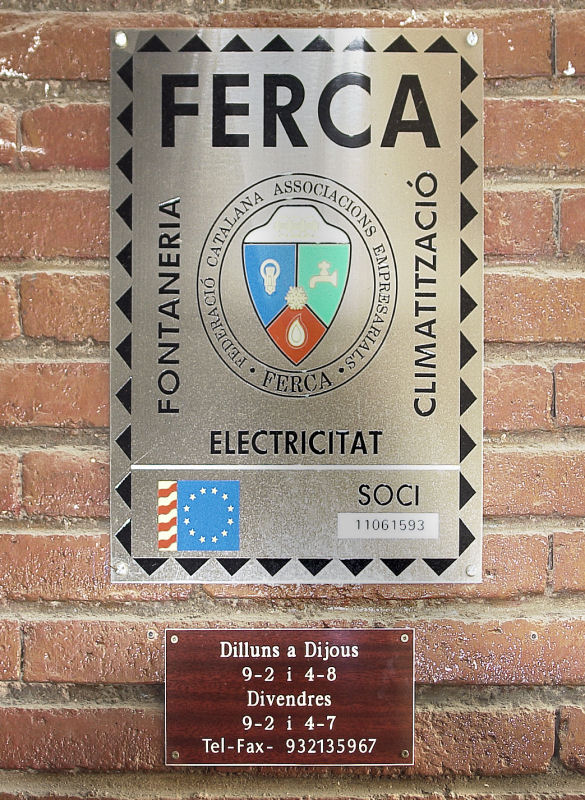 FERCA
FONTANERIA
FEDERACIÓ CATALANA ASSOCIACIONS EMPRESARIALS
· FERCA ·
CLIMATITZACIÓ
ELECTRICITAT
SOCI
11061593
Dilluns a Dijous
9-2 i 4-8
Divendres
9-2 i 4-7
Tel-Fax- 932135967